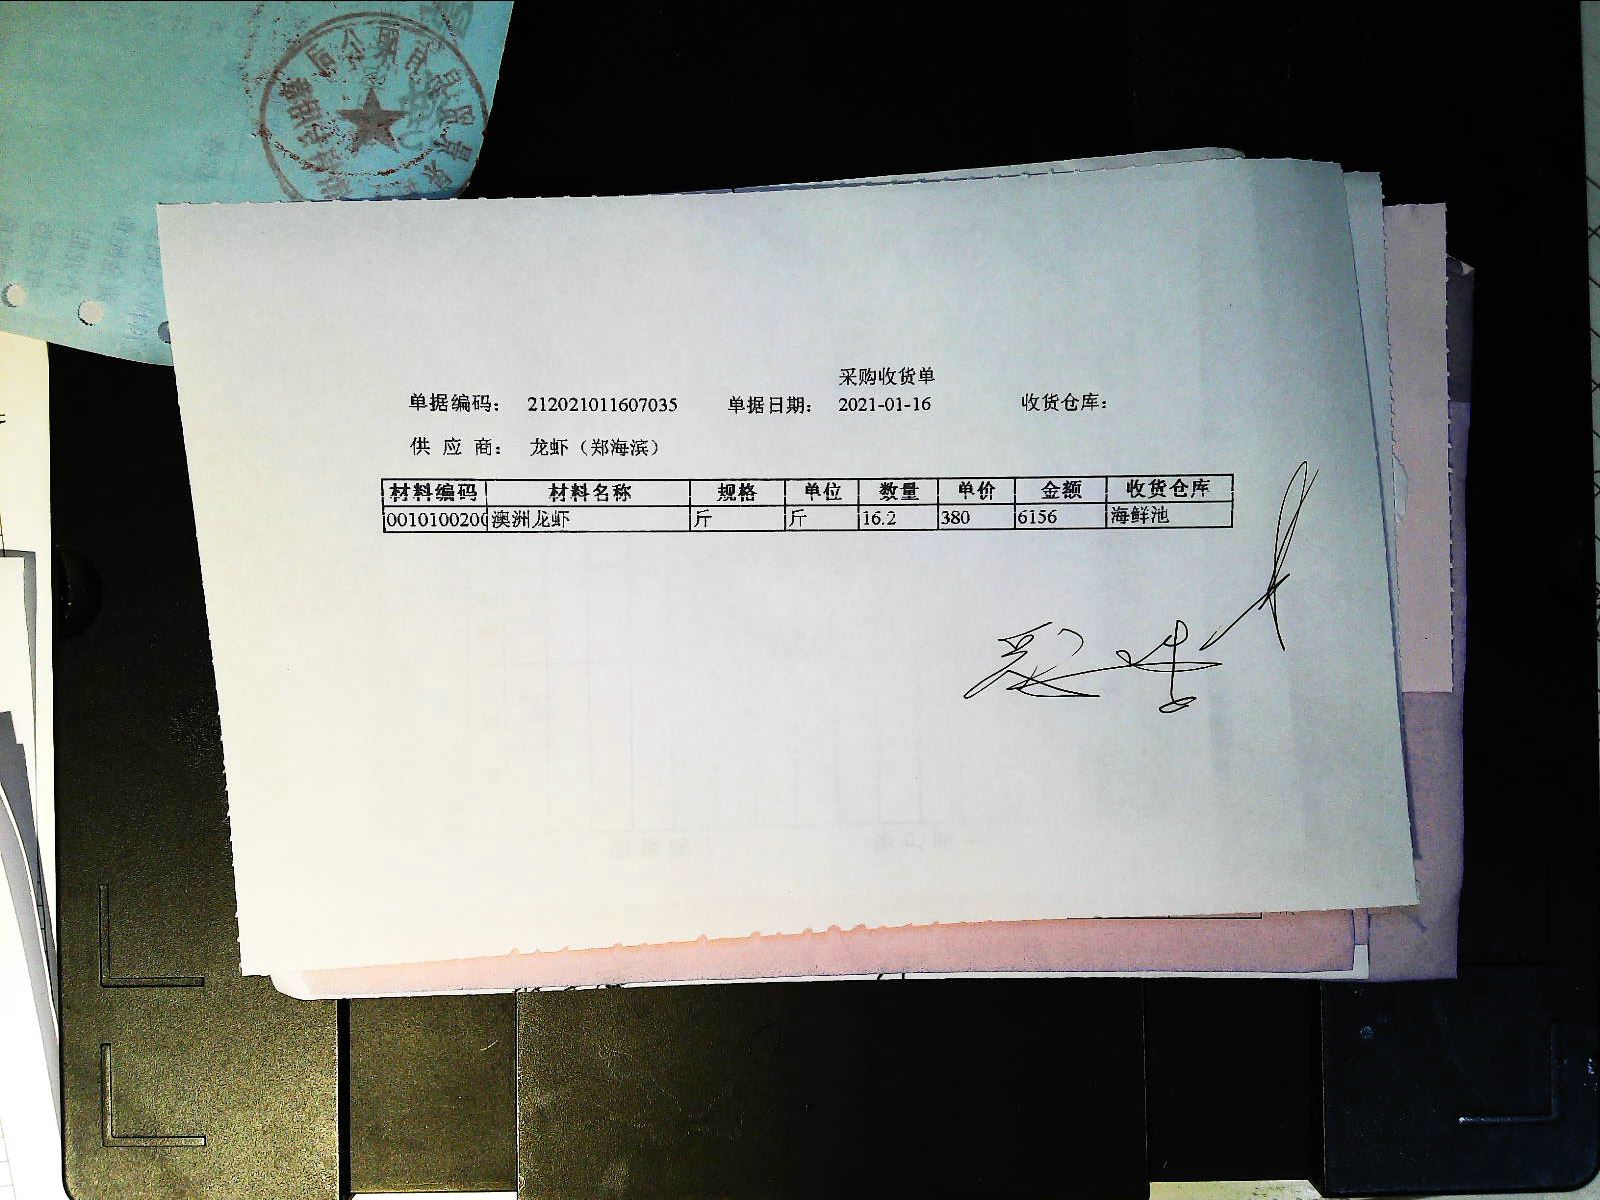 采购收货单
单据编码： 212021011607035 单据日期： 2021-01-16 收货仓库：
供 应 商： 龙虾（郑海滨）
材料编码 材料名称 规格 单位 数量 单价 金额 收货仓库
0010100200 澳洲龙虾 斤 斤 16.2 380 6156 海鲜池